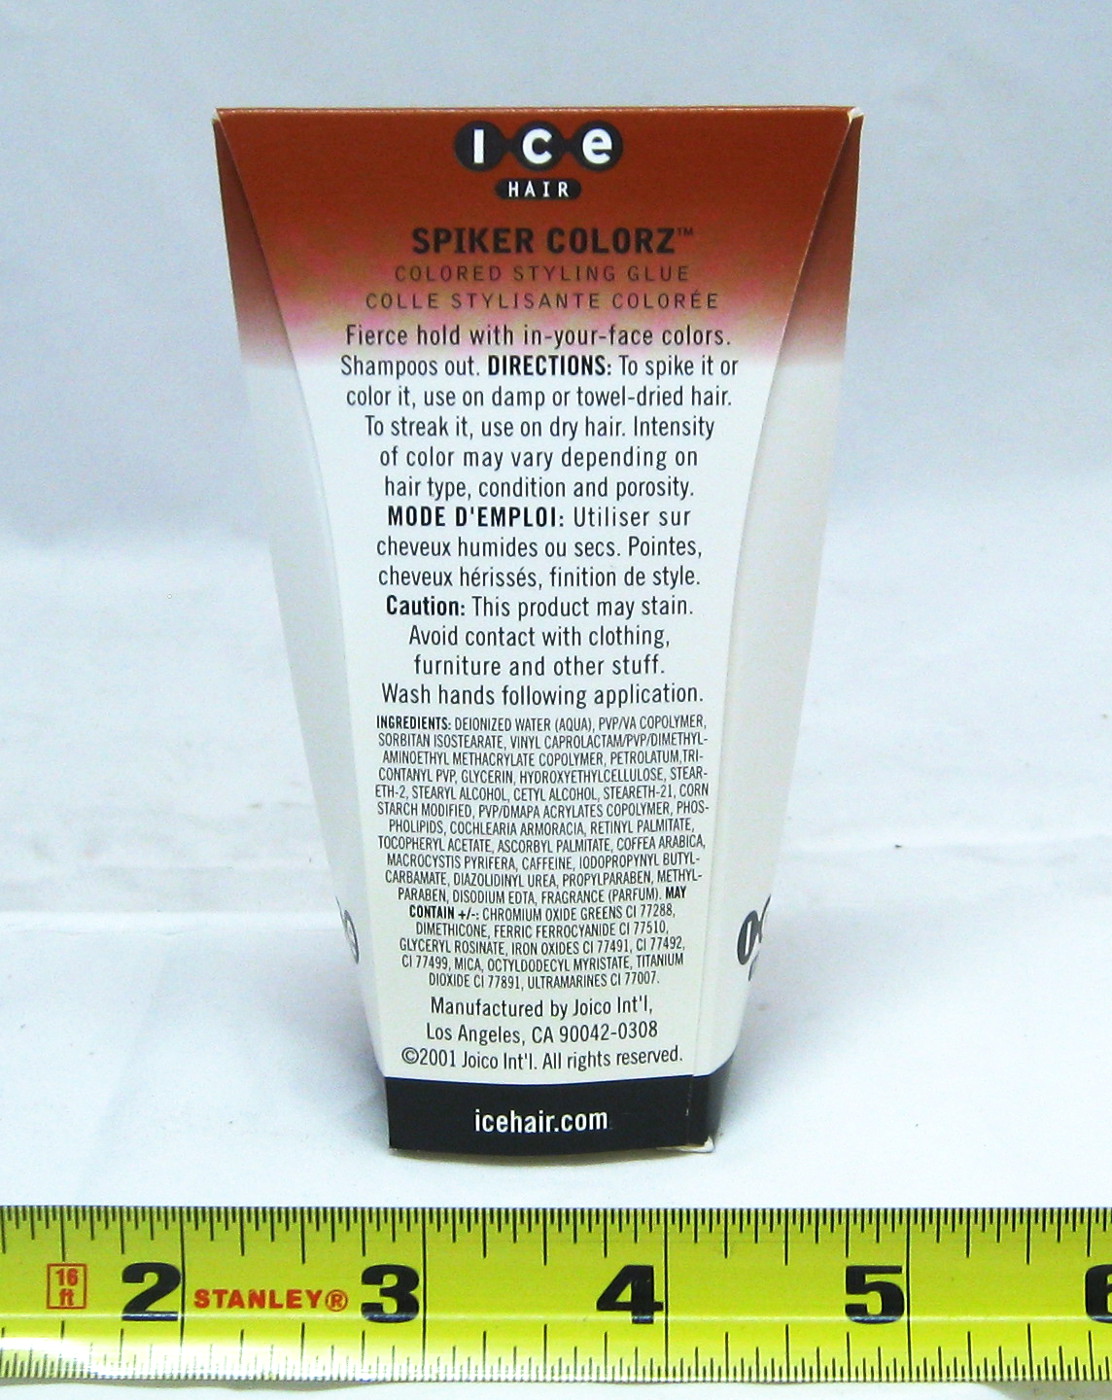 ice
HAIR
SPIKER COLORZ™
COLORED STYLING GLUE
COLLE STYLISANTE COLORÉE
Fierce hold with in-your-face colors.
Shampoos out. DIRECTIONS: To spike it or
color it, use on damp or towel-dried hair.
To streak it, use on dry hair. Intensity
of color may vary depending on
hair type, condition and porosity.
MODE D'EMPLOI: Utiliser sur
cheveux humides ou secs. Pointes,
cheveux hérissés, finition de style.
Caution: This product may stain.
Avoid contact with clothing,
furniture and other stuff.
Wash hands following application.
INGREDIENTS: DEIONIZED WATER (AQUA), PVP/VA COPOLYMER,
SORBITAN ISOSTEARATE, VINYL CAPROLACTAM/PVP/DIMETHYL-
AMINOETHYL METHACRYLATE COPOLYMER, PETROLATUM,TRI-
CONTANYL PVP, GLYCERIN, HYDROXYETHYLCELLULOSE, STEAR-
ETH-2, STEARYL ALCOHOL, CETYL ALCOHOL, STEARETH-21, CORN
STARCH MODIFIED, PVP/DMAPA ACRYLATES COPOLYMER, PHOS-
PHOLIPIDS, COCHLEARIA ARMORACIA, RETINYL PALMITATE,
TOCOPHERYL ACETATE, ASCORBYL PALMITATE, COFFEA ARABICA,
MACROCYSTIS PYRIFERA, CAFFEINE, IODOPROPYNYL BUTYL-
CARBAMATE, DIAZOLIDINYL UREA, PROPYLPARABEN, METHYL-
PARABEN, DISODIUM EDTA, FRAGRANCE (PARFUM). MAY
CONTAIN +/-: CHROMIUM OXIDE GREENS CI 77288,
DIMETHICONE, FERRIC FERROCYANIDE CI 77510,
GLYCERYL ROSINATE, IRON OXIDES CI 77491, CI 77492,
CI 77499, MICA, OCTYLDODECYL MYRISTATE, TITANIUM
DIOXIDE CI 77891, ULTRAMARINES CI 77007.
Manufactured by Joico Int'l,
Los Angeles, CA 90042-0308
©2001 Joico Int'l. All rights reserved.
icehair.com
16 ft 2 STANLEY® 3 4 5 6